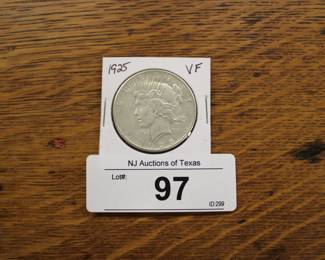 1925 VF
NJ Auctions of Texas
Lot#:
97
ID:299